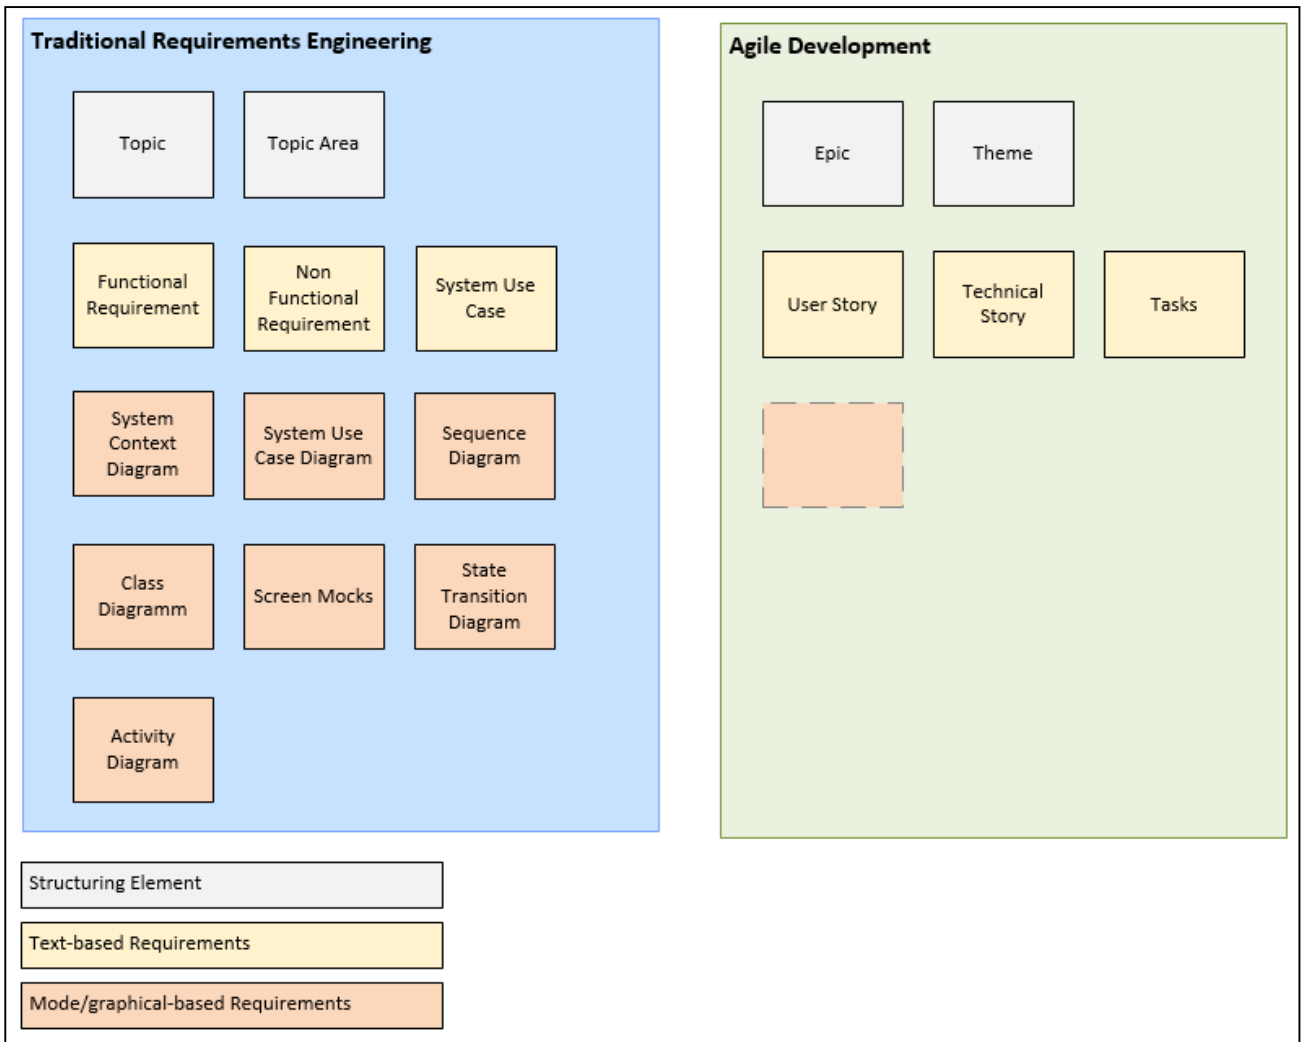 Traditional Requirements Engineering
Topic
Topic Area
Functional
Requirement
Non
Functional
Requirement
System Use
Case
System
Context
Diagram
System Use
Case Diagram
Sequence
Diagram
Class
Diagramm
Screen Mocks
State
Transition
Diagram
Activity
Diagram
Agile Development
Epic
Theme
User Story
Technical
Story
Tasks
Structuring Element
Text-based Requirements
Mode/graphical-based Requirements